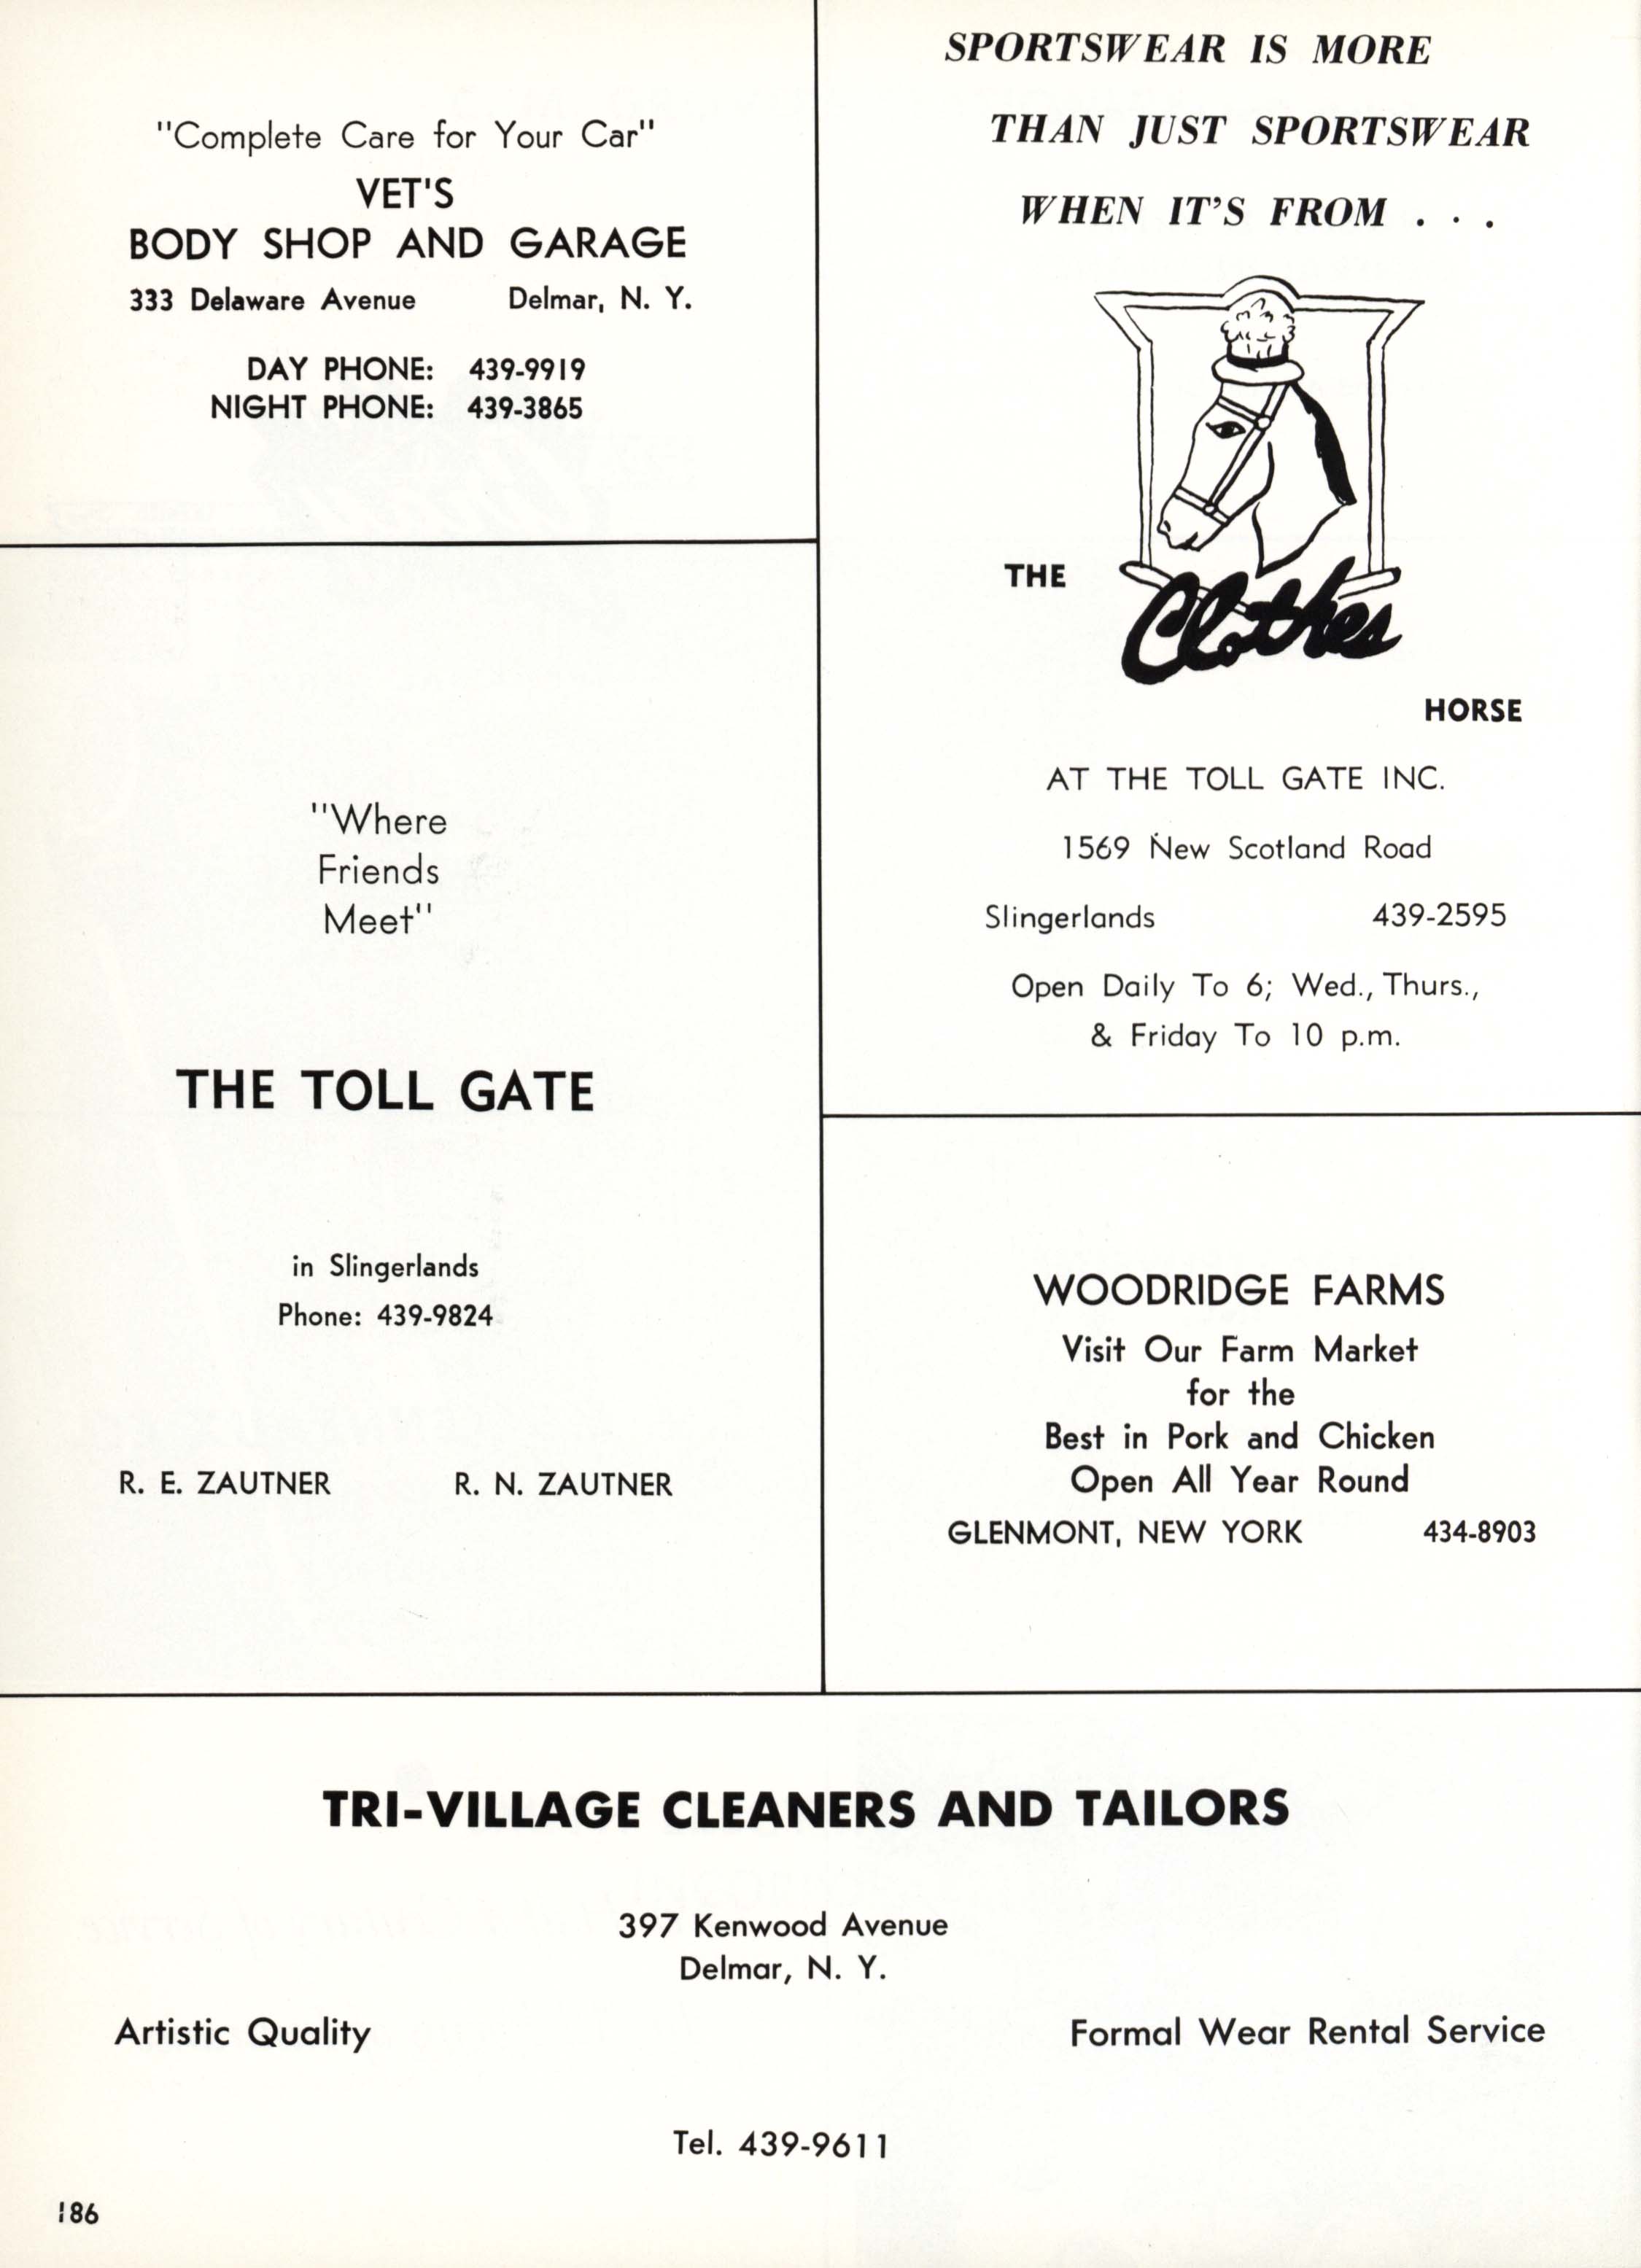 "Complete Care for Your Car"
VET'S
BODY SHOP AND GARAGE
333 Delaware Avenue Delmar, N. Y.
DAY PHONE: 439-9919
NIGHT PHONE: 439-3865
"Where
Friends
Meet"
THE TOLL GATE
in Slingerlands
Phone: 439-9824
R. E. ZAUTNER R. N. ZAUTNER
SPORTSWEAR IS MORE
THAN JUST SPORTSWEAR
WHEN IT'S FROM . . .
THE
Clothes
HORSE
AT THE TOLL GATE INC.
1569 New Scotland Road
Slingerlands 439-2595
Open Daily To 6; Wed., Thurs.,
& Friday To 10 p.m.
WOODRIDGE FARMS
Visit Our Farm Market
for the
Best in Pork and Chicken
Open All Year Round
GLENMONT, NEW YORK 434-8903
TRI-VILLAGE CLEANERS AND TAILORS
397 Kenwood Avenue
Delmar, N. Y.
Artistic Quality Formal Wear Rental Service
Tel. 439-9611
186